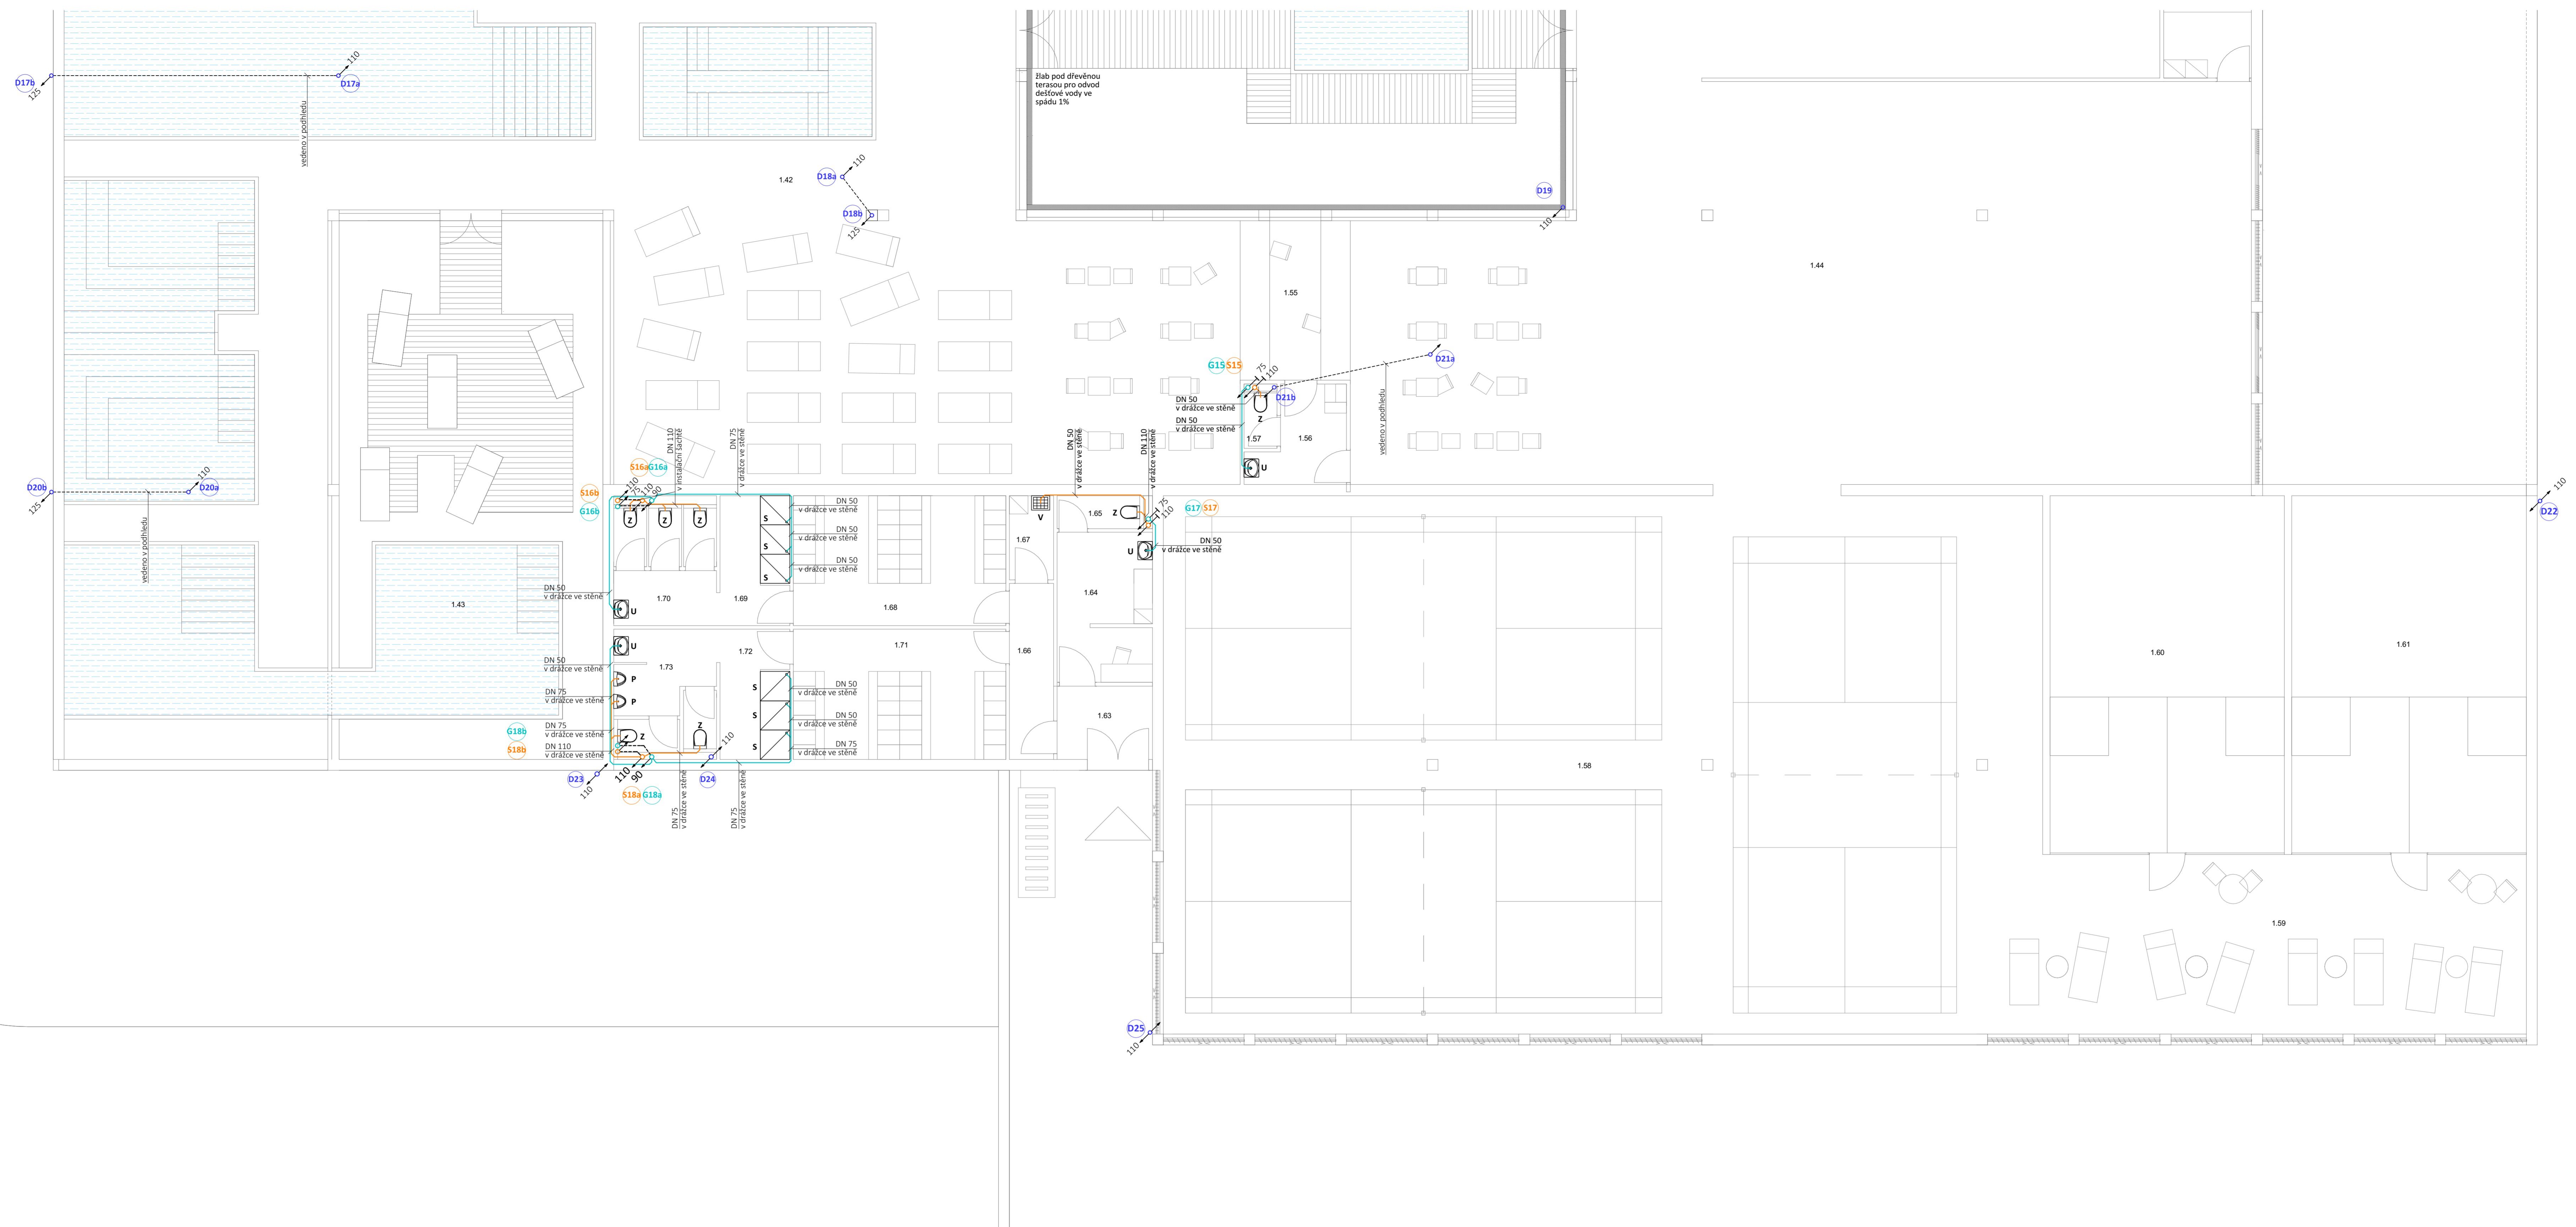 110
D17b
D17a
125
vedeno v podhledu
žlab pod dřevěnou
terasou pro odvod
dešťové vody ve
spádu 1%
110
D18a
1.42
D18b
125
D19
110
1.44
1.55
G15
S15
75
110
D21a
D21b
DN 50
v drážce ve stěně
DN 50
v drážce ve stěně
Z
1.57
1.56
U
vedeno v podhledu
D20b
125
110
D20a
vedeno v podhledu
1.43
DN 110
v instalační šachtě
DN 75
v drážce ve stěně
S16a
G16a
S16b
G16b
110
75
110
90
Z
Z
Z
S
S
S
DN 50
v drážce ve stěně
DN 50
v drážce ve stěně
DN 50
v drážce ve stěně
DN 50
v drážce ve stěně
DN 110
v drážce ve stěně
V
1.65
Z
75
110
G17
S17
1.67
U
DN 50
v drážce ve stěně
110
D22
DN 50
v drážce ve stěně
1.70
1.69
1.68
1.64
U
U
1.73
1.72
1.71
1.66
1.60
1.61
DN 50
v drážce ve stěně
P
DN 75
v drážce ve stěně
P
DN 75
v drážce ve stěně
DN 110
v drážce ve stěně
G18b
S18b
Z
Z
S
S
S
DN 50
v drážce ve stěně
DN 50
v drážce ve stěně
DN 75
v drážce ve stěně
1.63
1.58
110
D23
110
110
90
D24
110
S18a
G18a
DN 75
v drážce ve stěně
DN 75
v drážce ve stěně
1.59
D25
110